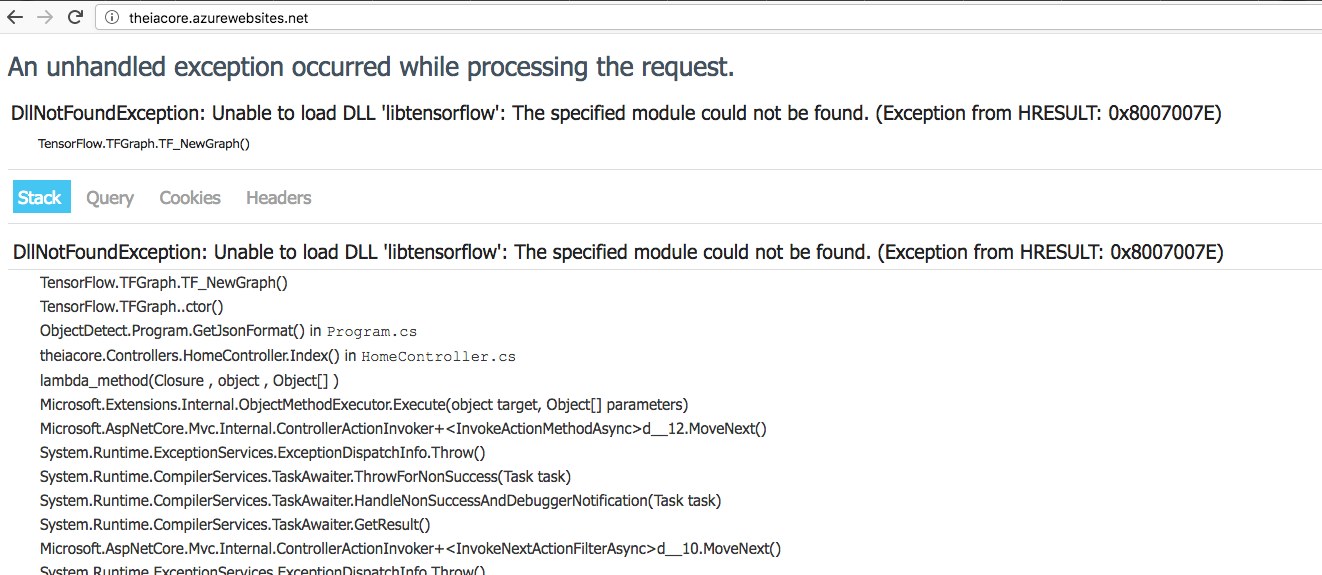 theiacore.azurewebsites.net
An unhandled exception occurred while processing the request.
DllNotFoundException: Unable to load DLL 'libtensorflow': The specified module could not be found. (Exception from HRESULT: 0x8007007E)
TensorFlow.TFGraph.TF_NewGraph()
Stack Query Cookies Headers
DllNotFoundException: Unable to load DLL 'libtensorflow': The specified module could not be found. (Exception from HRESULT: 0x8007007E)
TensorFlow.TFGraph.TF_NewGraph()
TensorFlow.TFGraph..ctor()
ObjectDetect.Program.GetJsonFormat() in Program.cs
theiacore.Controllers.HomeController.Index() in HomeController.cs
lambda_method(Closure , object , Object[] )
Microsoft.Extensions.Internal.ObjectMethodExecutor.Execute(object target, Object[] parameters)
Microsoft.AspNetCore.Mvc.Internal.ControllerActionInvoker+<InvokeActionMethodAsync>d__12.MoveNext()
System.Runtime.ExceptionServices.ExceptionDispatchInfo.Throw()
System.Runtime.CompilerServices.TaskAwaiter.ThrowForNonSuccess(Task task)
System.Runtime.CompilerServices.TaskAwaiter.HandleNonSuccessAndDebuggerNotification(Task task)
System.Runtime.CompilerServices.TaskAwaiter.GetResult()
Microsoft.AspNetCore.Mvc.Internal.ControllerActionInvoker+<InvokeNextActionFilterAsync>d__10.MoveNext()
System.Runtime.ExceptionServices.ExceptionDispatchInfo.Throw()